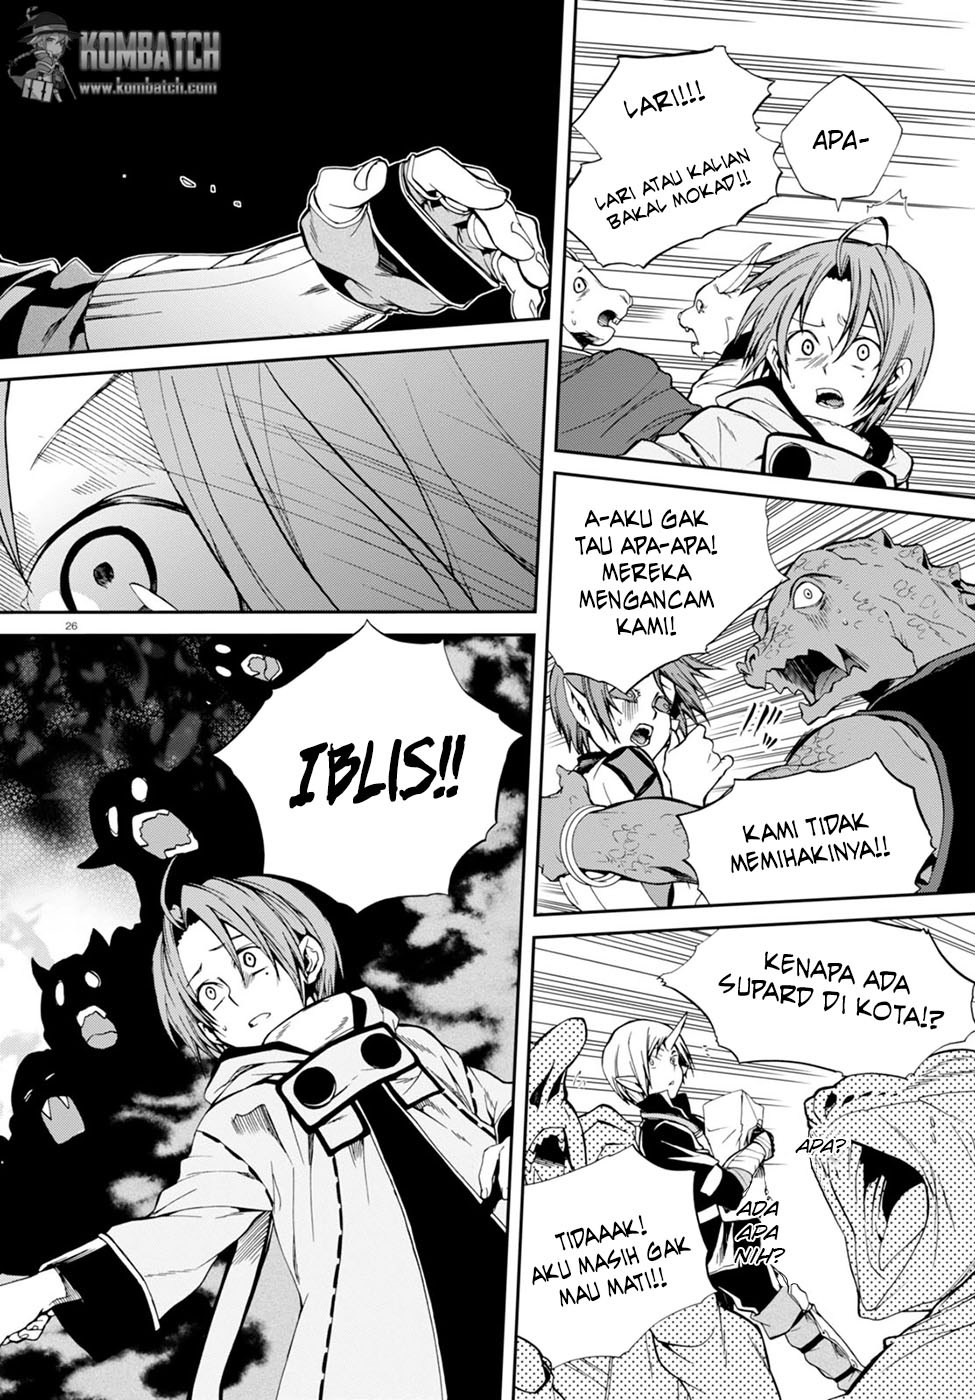 KOMBATCH
www.kombatch.com
APA-
LARI!!!
LARI ATAU KALIAN
BAKAL MOKAD!!
A-AKU GAK
TAU APA-APA!
MEREKA
MENGANCAM
KAMI!
KAMI TIDAK
MEMIHAKINYA!!
KENAPA ADA
SUPARD DI KOTA!?
APA?
ADA
APA
NIH?
TIDAAAK!
AKU MASIH GAK
MAU MATI!!
26
IBLIS!!